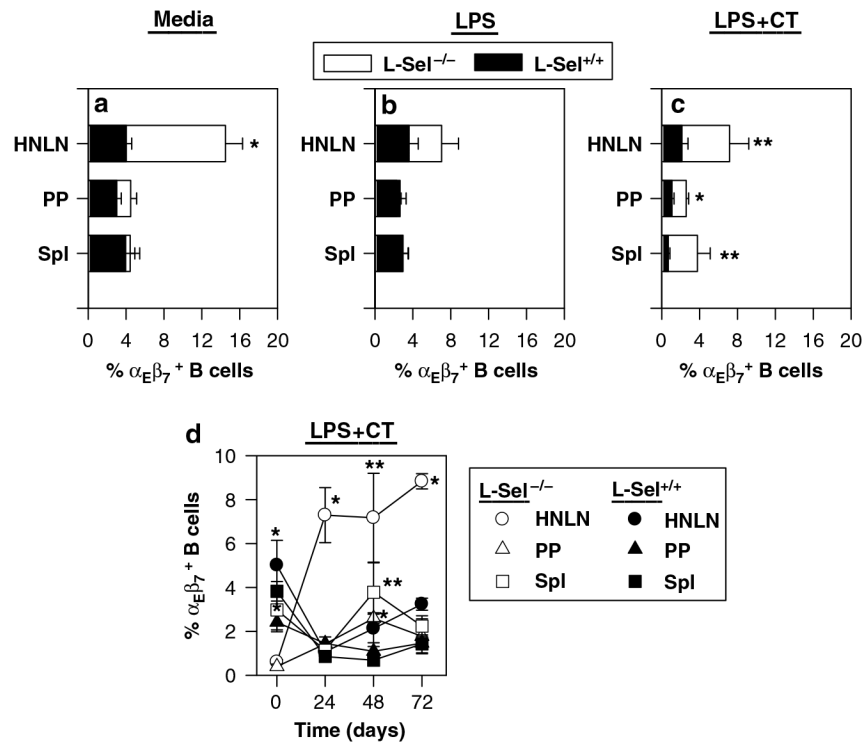 Media
LPS
LPS+CT
L-Sel−/− L-Sel+/+
a
HNLN *
PP
Spl
0 4 8 12 16 20
% αEβ7+ B cells
b
HNLN
PP
Spl
0 4 8 12 16 20
% αEβ7+ B cells
c
HNLN **
PP *
Spl **
0 4 8 12 16 20
% αEβ7+ B cells
d
LPS+CT
10
8
6
4
2
0
% αEβ7+ B cells
**
*
*
*
**
*
*
0 24 48 72
Time (days)
L-Sel−/− L-Sel+/+
HNLN HNLN
PP PP
Spl Spl